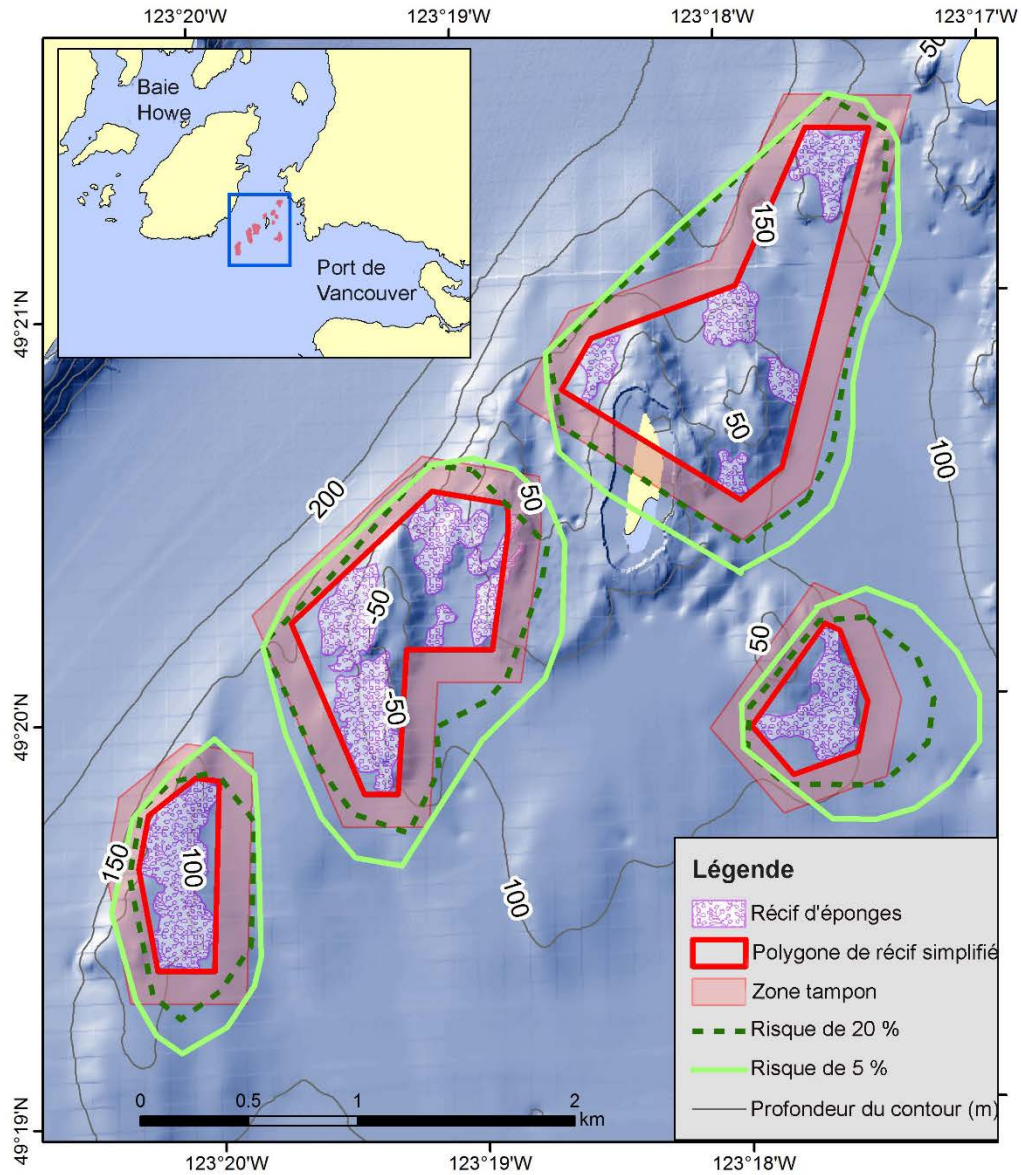 123°20'W
123°19'W
123°18'W
123°17'W
Baie
Howe
Port de
Vancouver
49°21'N
49°20'N
49°19'N
-50
150
50
100
200
50
-50
-50
50
150
100
100
Légende
Récif d'éponges
Polygone de récif simplifié
Zone tampon
Risque de 20 %
Risque de 5 %
Profondeur du contour (m)
0 0.5 1 2
km
123°20'W
123°19'W
123°18'W